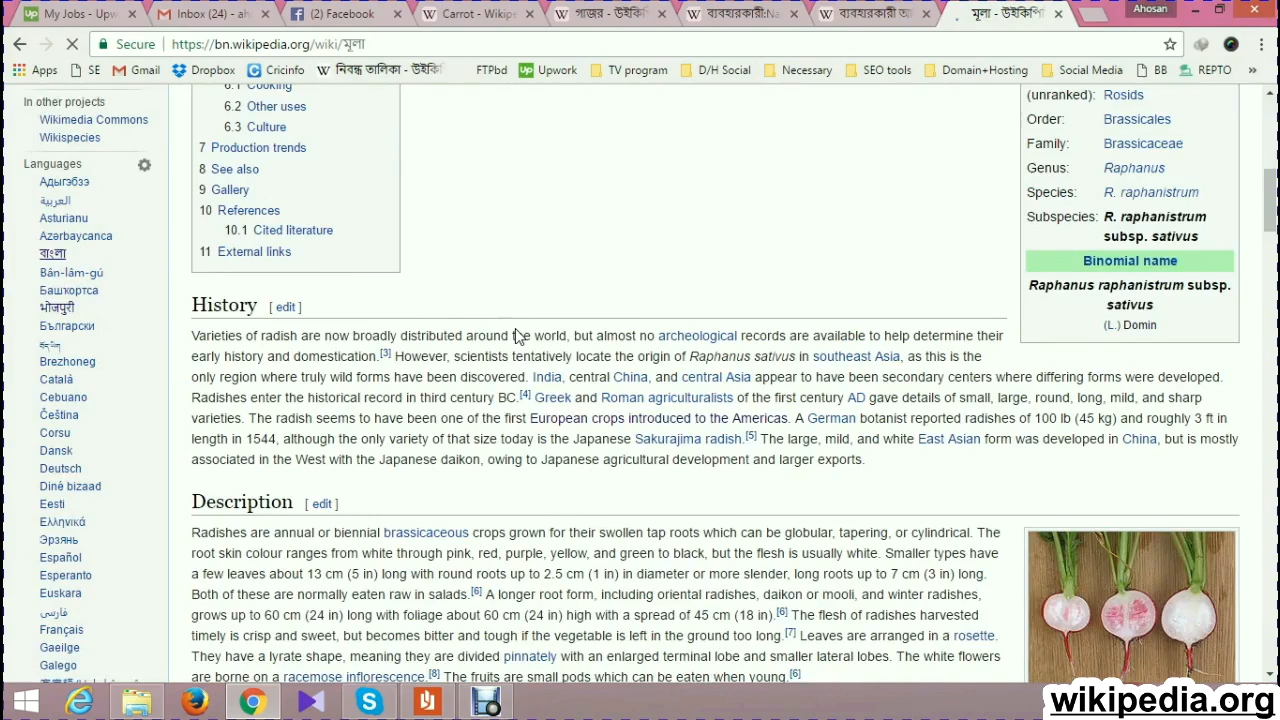 My Jobs - Upw
Inbox (24) - ah
(2) Facebook
Carrot - Wikipe
গাজর - উইকিপি
ব্যবহারকারী:Na
ব্যবহারকারী আ
মূলা - উইকিপি
Ahosan
Secure
https://bn.wikipedia.org/wiki/মূলা
Apps
SE
Gmail
Dropbox
Cricinfo
নিবন্ধ তালিকা - উইকি
FTPbd
Upwork
TV program
D/H Social
Necessary
SEO tools
Domain+Hosting
Social Media
BB
REPTO
»
In other projects
Wikimedia Commons
Wikispecies
Languages
Адыгэбзэ
العربية
Asturianu
Azərbaycanca
বাংলা
Bân-lâm-gú
Башҡортса
भोजपुरी
Български
བོད་ཡིག
Brezhoneg
Català
Cebuano
Čeština
Corsu
Dansk
Deutsch
Diné bizaad
Eesti
Ελληνικά
Эрзянь
Español
Esperanto
Euskara
فارسی
Français
Gaeilge
Galego
6.1 Cooking
6.2 Other uses
6.3 Culture
7 Production trends
8 See also
9 Gallery
10 References
10.1 Cited literature
11 External links
(unranked): Rosids
Order: Brassicales
Family: Brassicaceae
Genus: Raphanus
Species: R. raphanistrum
Subspecies: R. raphanistrum
subsp. sativus
Binomial name
Raphanus raphanistrum subsp.
sativus
(L.) Domin
History [ edit ]
Varieties of radish are now broadly distributed around the world, but almost no archeological records are available to help determine their
early history and domestication.[3] However, scientists tentatively locate the origin of Raphanus sativus in southeast Asia, as this is the
only region where truly wild forms have been discovered. India, central China, and central Asia appear to have been secondary centers where differing forms were developed.
Radishes enter the historical record in third century BC.[4] Greek and Roman agriculturalists of the first century AD gave details of small, large, round, long, mild, and sharp
varieties. The radish seems to have been one of the first European crops introduced to the Americas. A German botanist reported radishes of 100 lb (45 kg) and roughly 3 ft in
length in 1544, although the only variety of that size today is the Japanese Sakurajima radish.[5] The large, mild, and white East Asian form was developed in China, but is mostly
associated in the West with the Japanese daikon, owing to Japanese agricultural development and larger exports.
Description [ edit ]
Radishes are annual or biennial brassicaceous crops grown for their swollen tap roots which can be globular, tapering, or cylindrical. The
root skin colour ranges from white through pink, red, purple, yellow, and green to black, but the flesh is usually white. Smaller types have
a few leaves about 13 cm (5 in) long with round roots up to 2.5 cm (1 in) in diameter or more slender, long roots up to 7 cm (3 in) long.
Both of these are normally eaten raw in salads.[6] A longer root form, including oriental radishes, daikon or mooli, and winter radishes,
grows up to 60 cm (24 in) long with foliage about 60 cm (24 in) high with a spread of 45 cm (18 in).[6] The flesh of radishes harvested
timely is crisp and sweet, but becomes bitter and tough if the vegetable is left in the ground too long.[7] Leaves are arranged in a rosette.
They have a lyrate shape, meaning they are divided pinnately with an enlarged terminal lobe and smaller lateral lobes. The white flowers
are borne on a racemose inflorescence.[8] The fruits are small pods which can be eaten when young.[6]
wikipedia.org